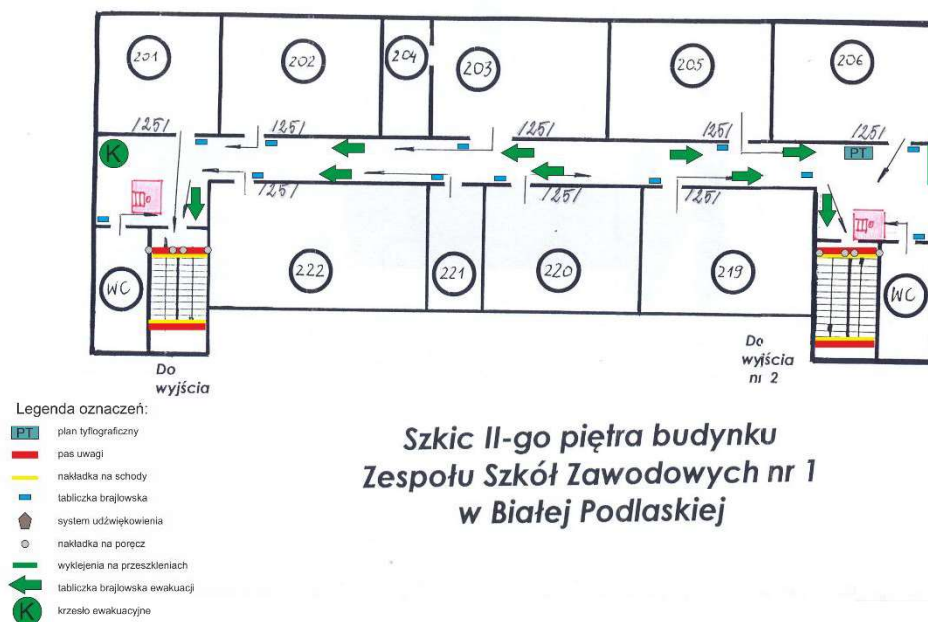 201
202
204
203
205
206
/25/
/25/
/25/
/25/
/25/
K
PT
/25/
/25/
/25/
WC
222
221
220
219
WC
Do
wyjścia
Do
wyjścia
nr 2
Legenda oznaczeń:
PT plan tyflograficzny
pas uwagi
nakładka na schody
tabliczka brajlowska
system udźwiękowienia
nakładka na poręcz
wyklejenia na przeszkleniach
tabliczka brajlowska ewakuacji
K krzesło ewakuacyjne
Szkic II-go piętra budynku
Zespołu Szkół Zawodowych nr 1
w Białej Podlaskiej